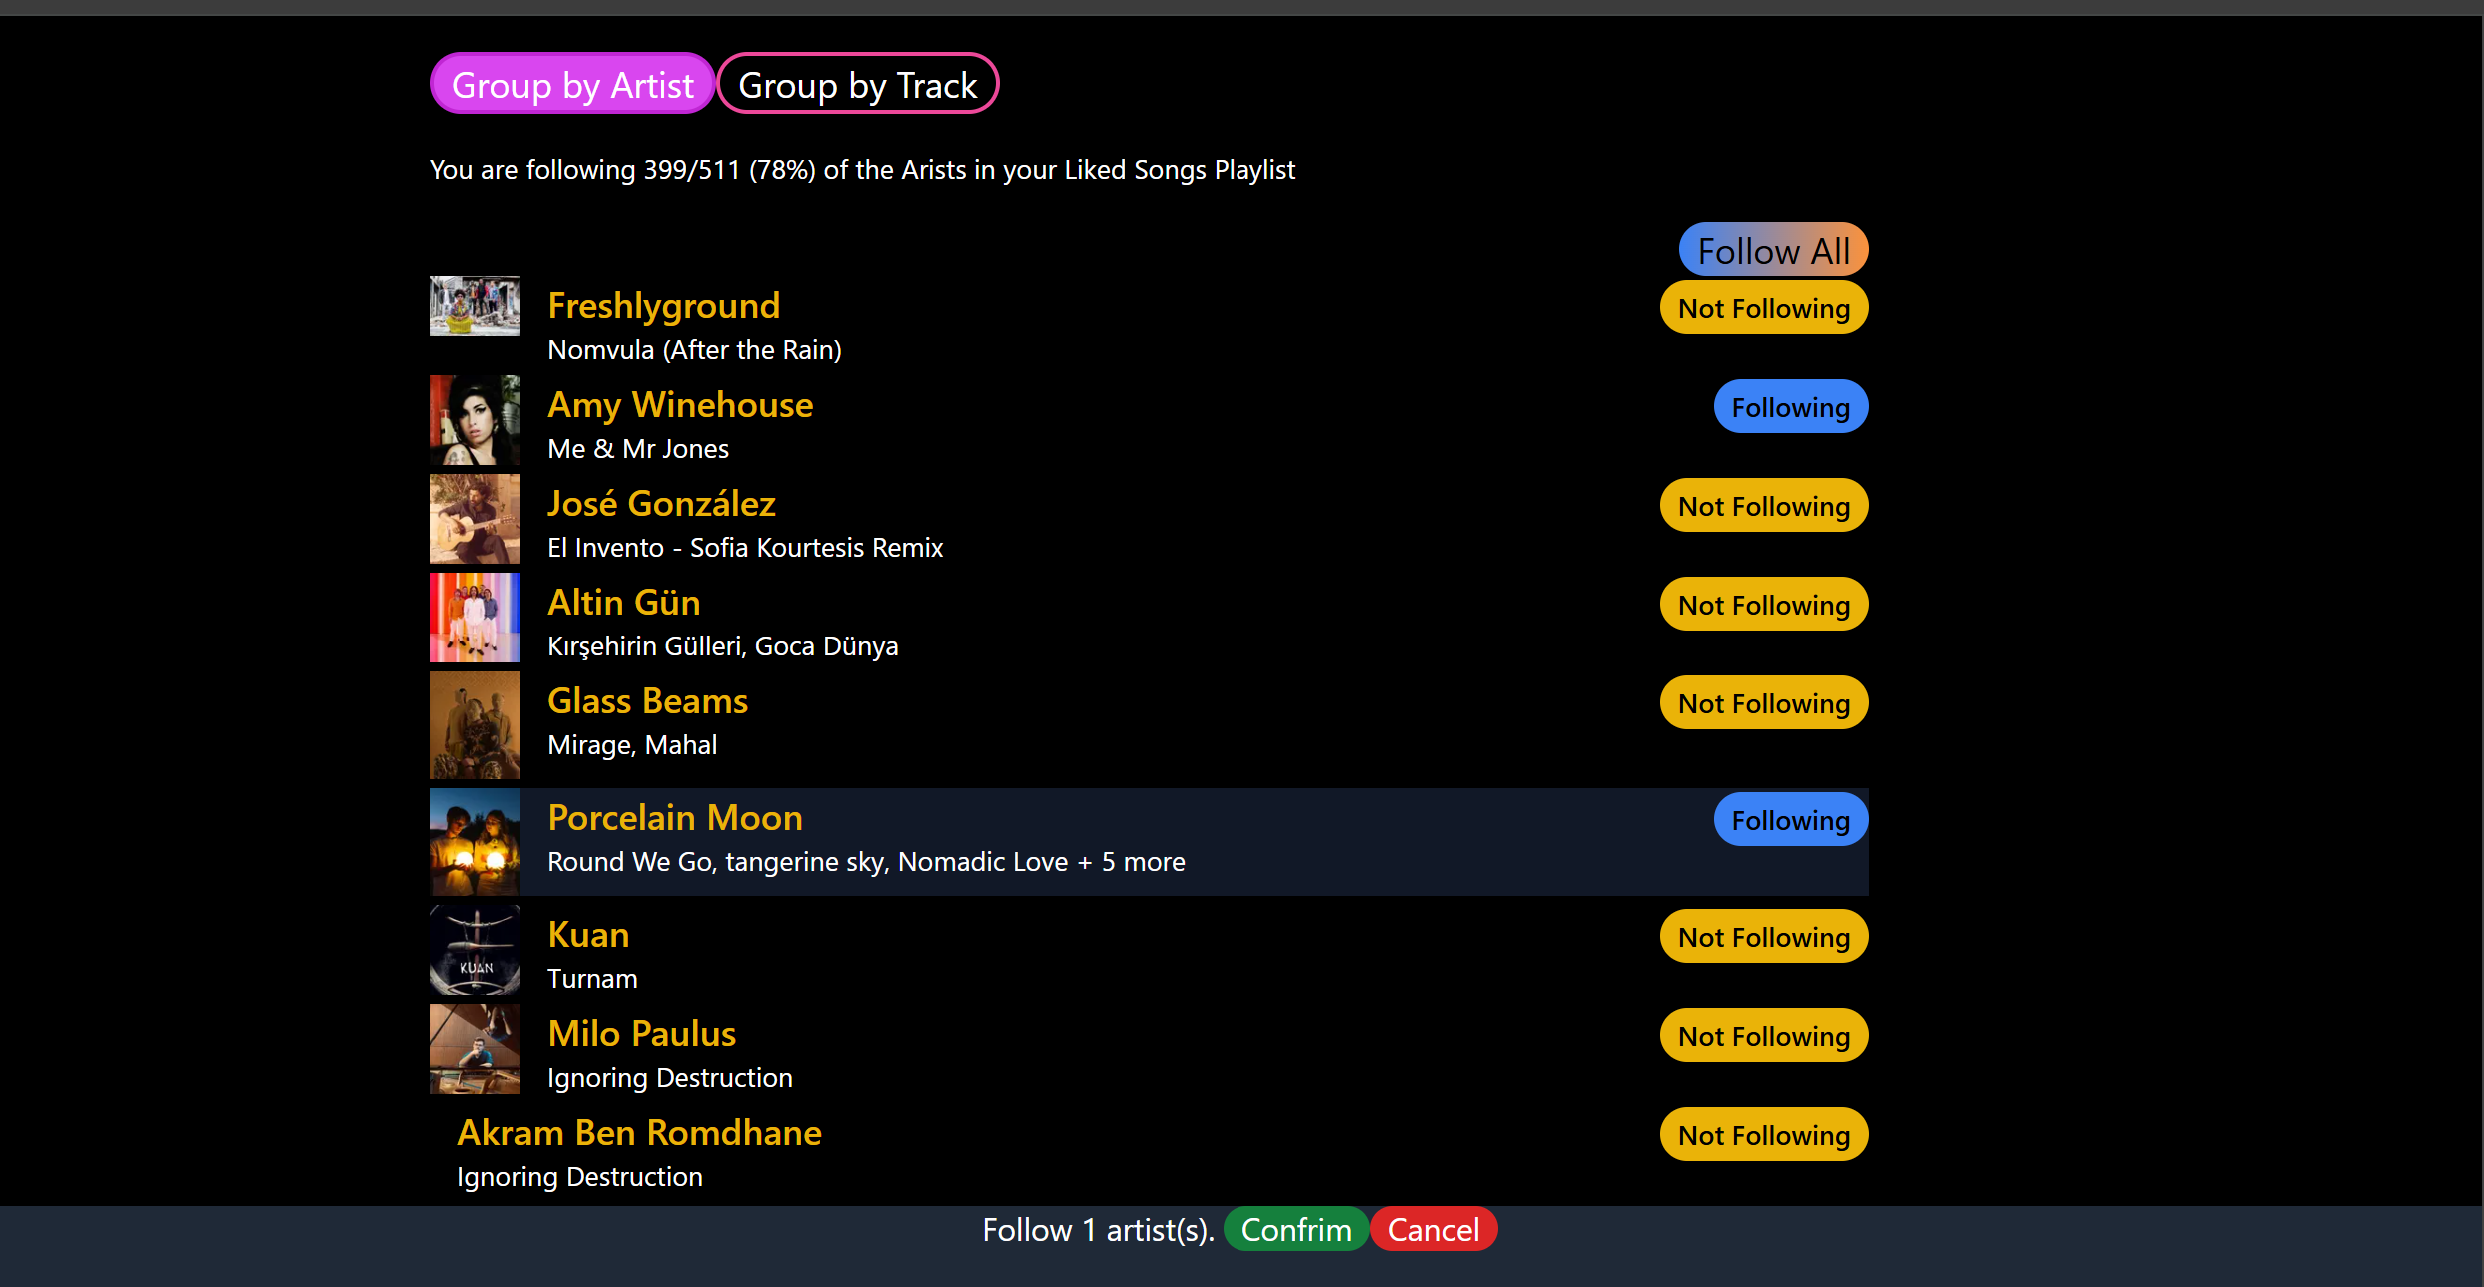 Group by Artist Group by Track
You are following 399/511 (78%) of the Arists in your Liked Songs Playlist
Follow All
Freshlyground Not Following
Nomvula (After the Rain)
Amy Winehouse Following
Me & Mr Jones
José González Not Following
El Invento - Sofia Kourtesis Remix
Altin Gün Not Following
Kırşehirin Gülleri, Goca Dünya
Glass Beams Not Following
Mirage, Mahal
Porcelain Moon Following
Round We Go, tangerine sky, Nomadic Love + 5 more
Kuan Not Following
KUAN
Turnam
Milo Paulus Not Following
Ignoring Destruction
Akram Ben Romdhane Not Following
Ignoring Destruction
Follow 1 artist(s). Confrim Cancel